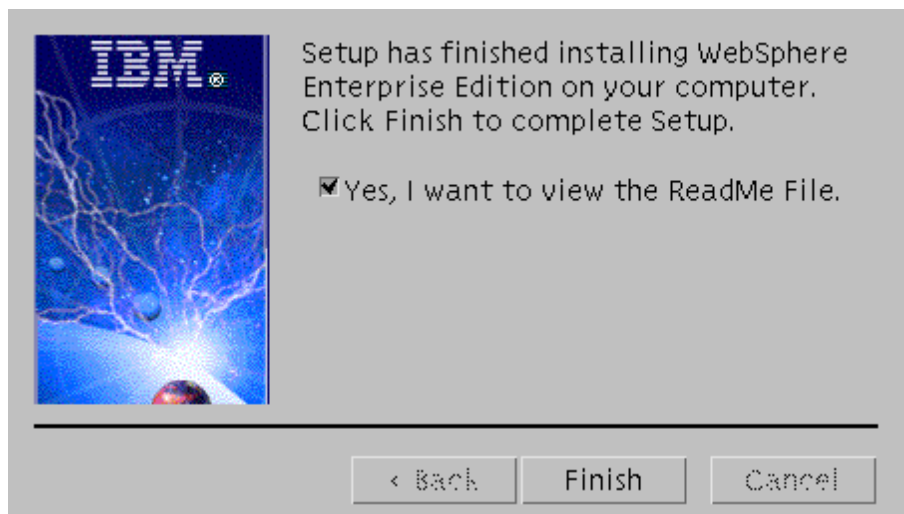 IBM®
Setup has finished installing WebSphere
Enterprise Edition on your computer.
Click Finish to complete Setup.
Yes, I want to view the ReadMe File.
< Back Finish Cancel